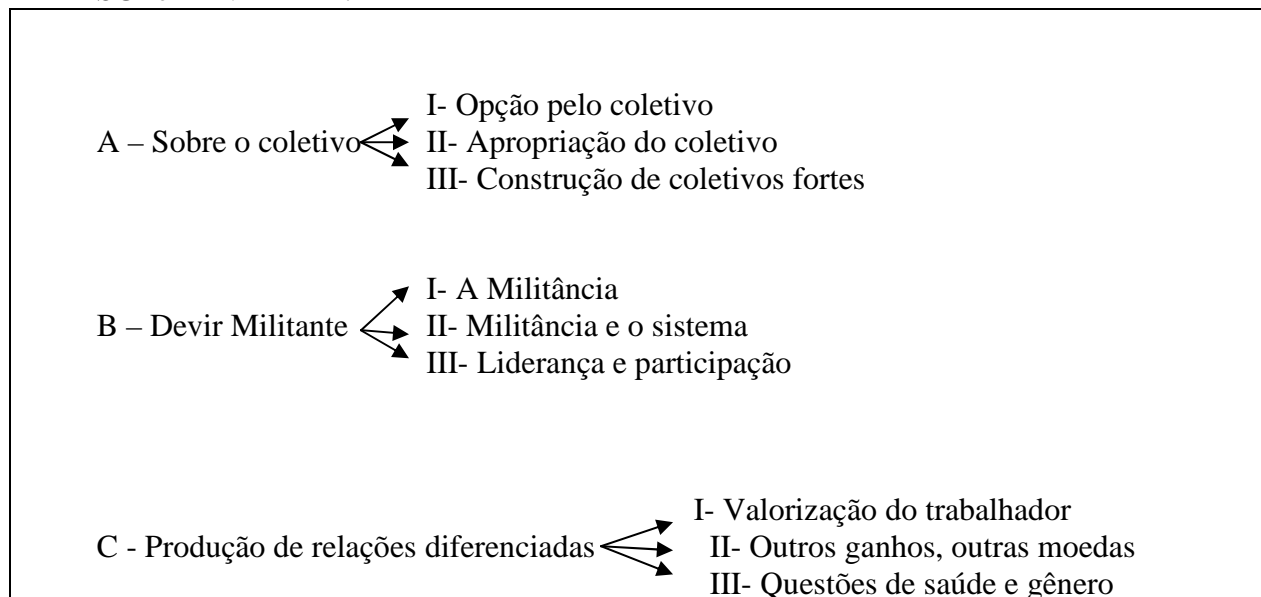 I- Opção pelo coletivo
A – Sobre o coletivo
II- Apropriação do coletivo
III- Construção de coletivos fortes
I- A Militância
B – Devir Militante
II- Militância e o sistema
III- Liderança e participação
I- Valorização do trabalhador
C - Produção de relações diferenciadas
II- Outros ganhos, outras moedas
III- Questões de saúde e gênero